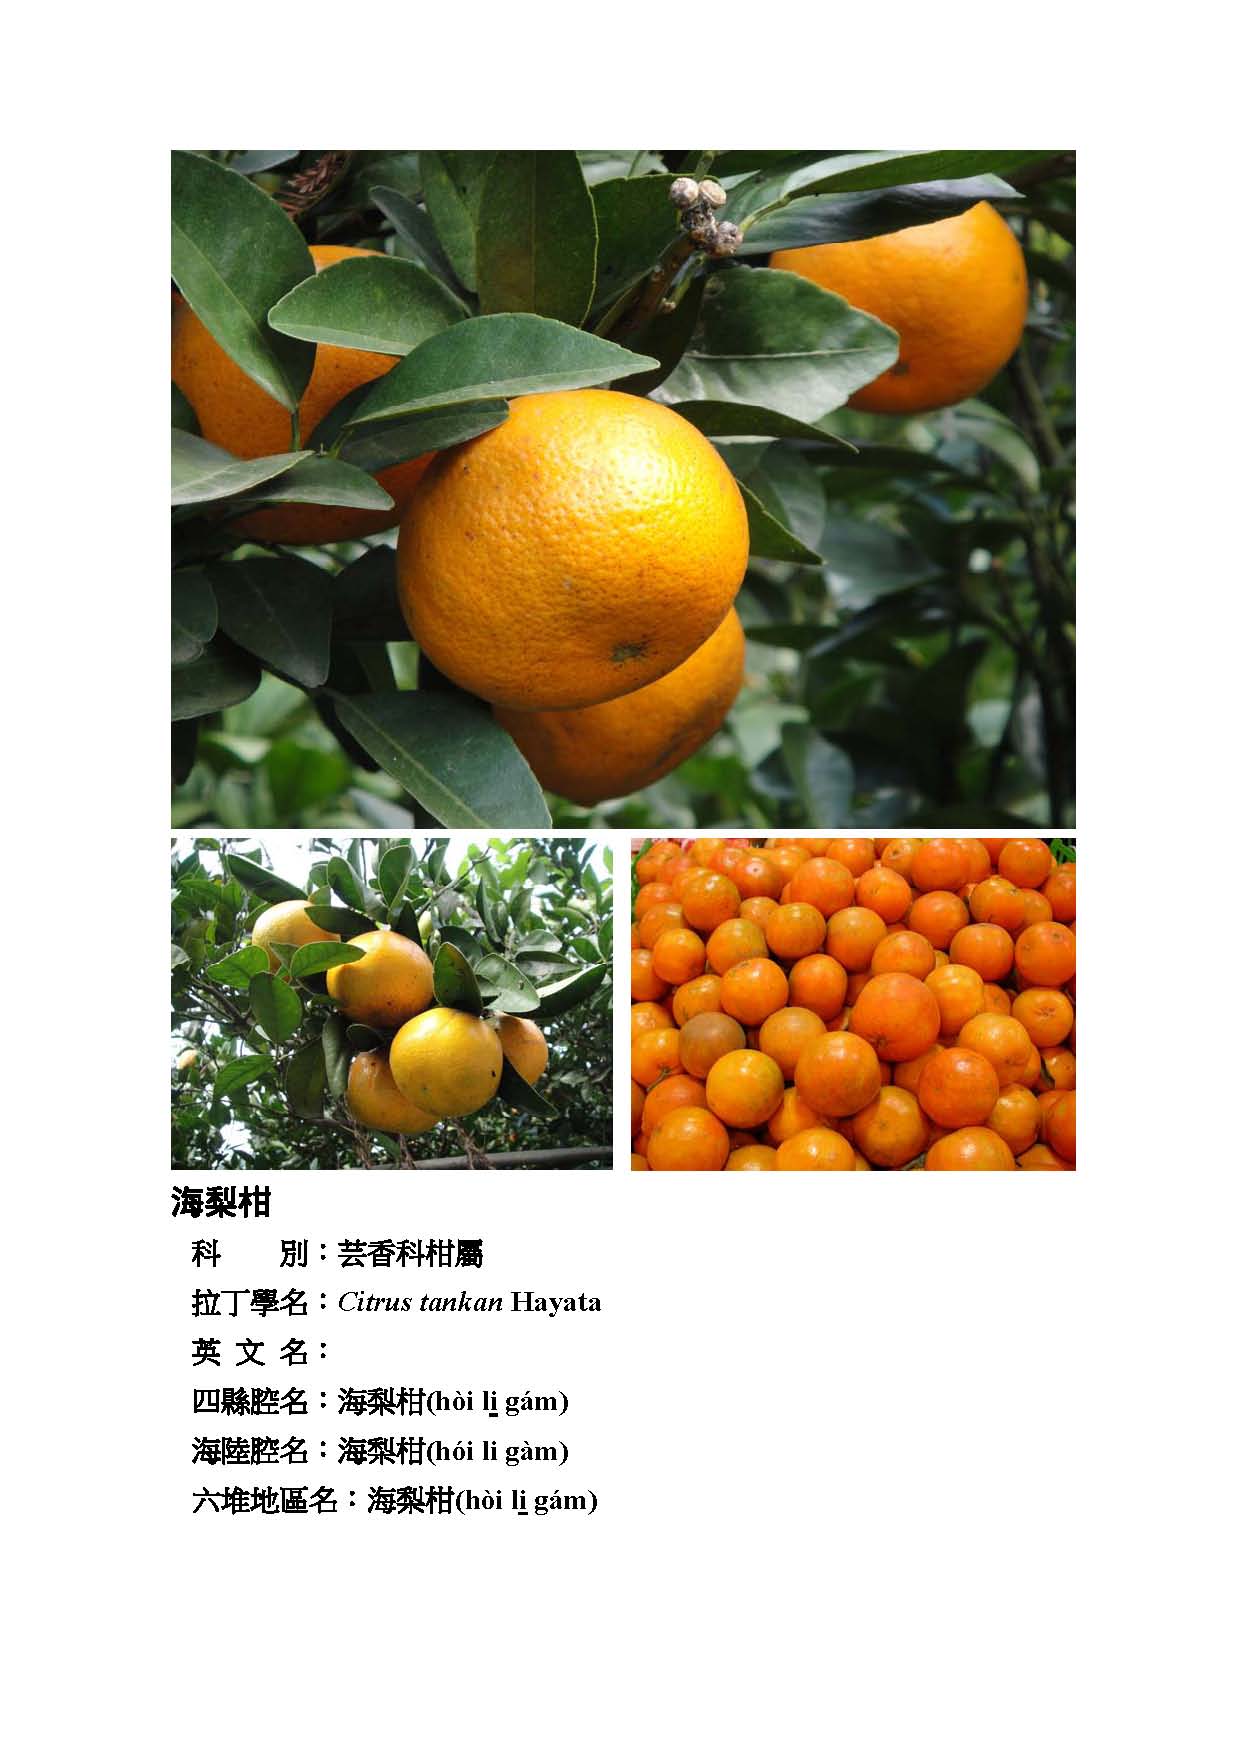 海梨柑
科　　別：芸香科柑屬
拉丁學名：Citrus tankan Hayata
英 文 名：
四縣腔名：海梨柑(hòi li̲ gám)
海陸腔名：海梨柑(hói li gàm)
六堆地區名：海梨柑(hòi li̲ gám)